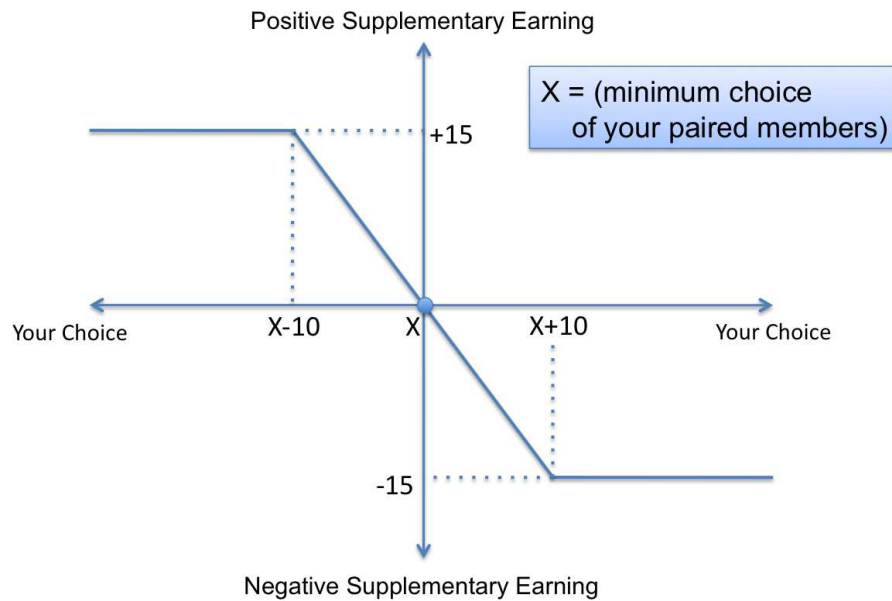 Positive Supplementary Earning
X = (minimum choice
of your paired members)
+15
Your Choice
X-10
X
X+10
Your Choice
-15
Negative Supplementary Earning